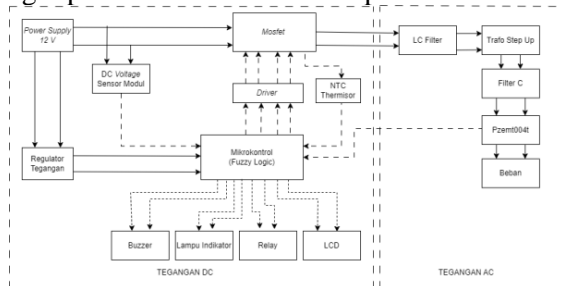 Power Supply
12 V
Mosfet
LC Filter
Trafo Step Up
DC Voltage
Sensor Modul
NTC
Thermisor
Driver
Filter C
Pzemt004t
Regulator
Tegangan
Mikrokontrol
(Fuzzy Logic)
Beban
Buzzer
Lampu Indikator
Relay
LCD
TEGANGAN DC
TEGANGAN AC